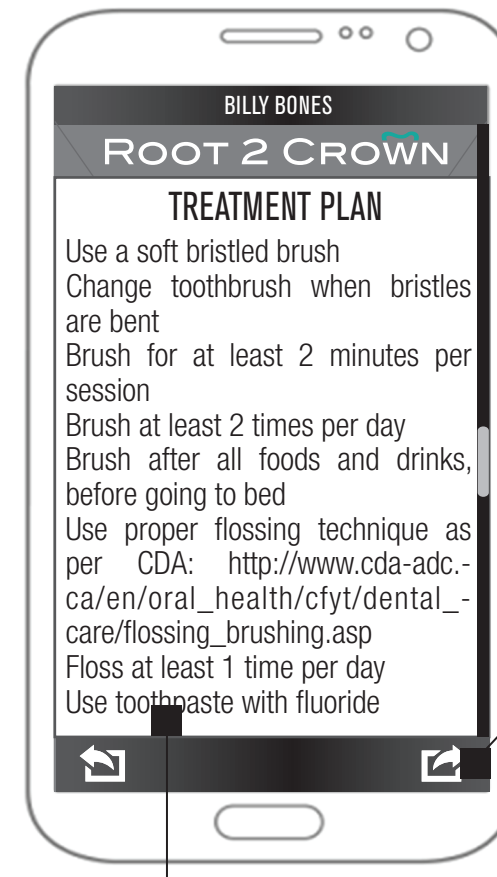 BILLY BONES
ROOT 2 CROWN
TREATMENT PLAN
Use a soft bristled brush
Change toothbrush when bristles
are bent
Brush for at least 2 minutes per
session
Brush at least 2 times per day
Brush after all foods and drinks,
before going to bed
Use proper flossing technique as
per CDA: http://www.cda-adc.-
ca/en/oral_health/cfyt/dental_-
care/flossing_brushing.asp
Floss at least 1 time per day
Use toothpaste with fluoride